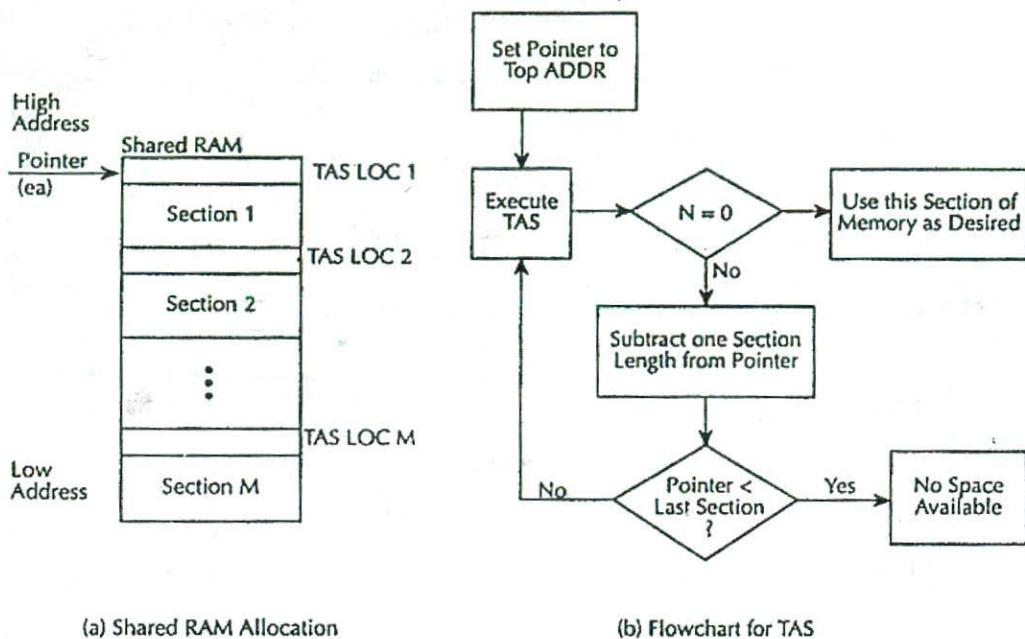 High
Address
Pointer
(ea)
Shared RAM
TAS LOC 1
Section 1
TAS LOC 2
Section 2
TAS LOC M
Low
Address
Section M
(a) Shared RAM Allocation
Set Pointer to
Top ADDR
Execute
TAS
N = 0
Use this Section of
Memory as Desired
No
Subtract one Section
Length from Pointer
Pointer <
Last Section
?
No
Yes
No Space
Available
(b) Flowchart for TAS